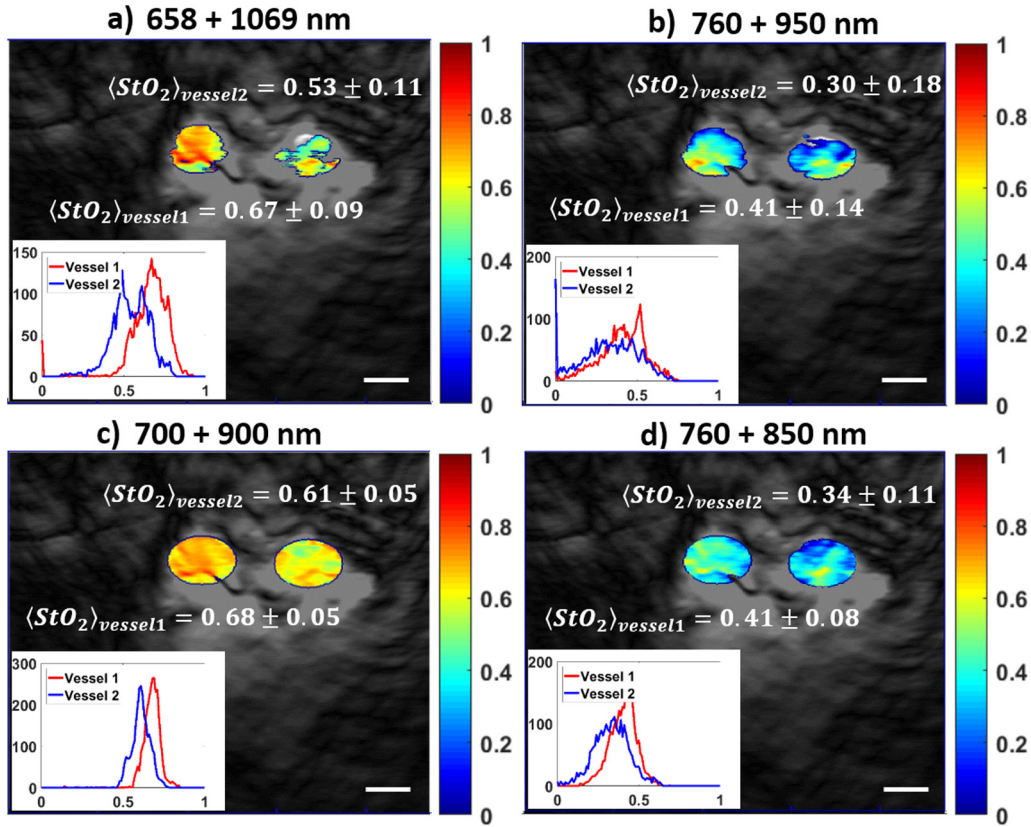 a) 658 + 1069 nm
⟨StO₂⟩vessel2 = 0.53 ± 0.11
⟨StO₂⟩vessel1 = 0.67 ± 0.09
150
100
50
0
Vessel 1
Vessel 2
0
0.5
1
1
0.8
0.6
0.4
0.2
0
b) 760 + 950 nm
⟨StO₂⟩vessel2 = 0.30 ± 0.18
⟨StO₂⟩vessel1 = 0.41 ± 0.14
200
100
0
Vessel 1
Vessel 2
0
0.5
1
1
0.8
0.6
0.4
0.2
0
c) 700 + 900 nm
⟨StO₂⟩vessel2 = 0.61 ± 0.05
⟨StO₂⟩vessel1 = 0.68 ± 0.05
300
200
100
0
Vessel 1
Vessel 2
0
0.5
1
1
0.8
0.6
0.4
0.2
0
d) 760 + 850 nm
⟨StO₂⟩vessel2 = 0.34 ± 0.11
⟨StO₂⟩vessel1 = 0.41 ± 0.08
200
100
0
Vessel 1
Vessel 2
0
0.5
1
1
0.8
0.6
0.4
0.2
0